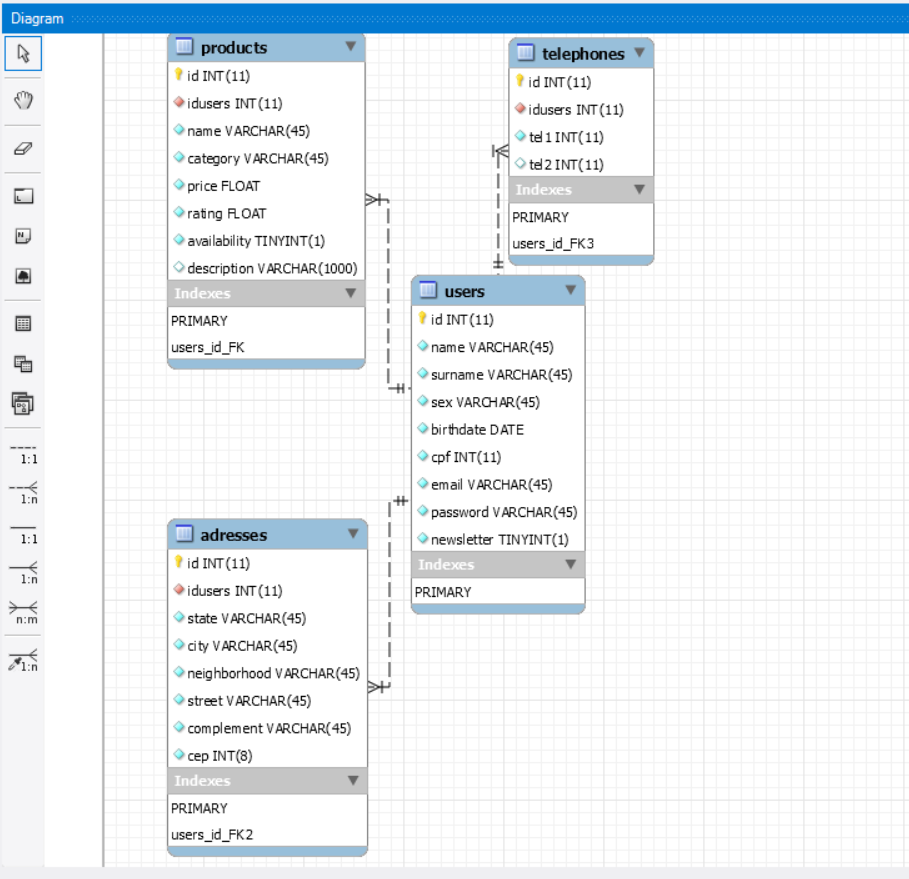 Diagram
products
id INT(11)
idusers INT(11)
name VARCHAR(45)
category VARCHAR(45)
price FLOAT
rating FLOAT
availability TINYINT(1)
description VARCHAR(1000)
Indexes
PRIMARY
users_id_FK
telephones
id INT(11)
idusers INT(11)
tel1 INT(11)
tel2 INT(11)
Indexes
PRIMARY
users_id_FK3
users
id INT(11)
name VARCHAR(45)
surname VARCHAR(45)
sex VARCHAR(45)
birthdate DATE
cpf INT(11)
email VARCHAR(45)
password VARCHAR(45)
newsletter TINYINT(1)
Indexes
PRIMARY
adresses
id INT(11)
idusers INT(11)
state VARCHAR(45)
city VARCHAR(45)
neighborhood VARCHAR(45)
street VARCHAR(45)
complement VARCHAR(45)
cep INT(8)
Indexes
PRIMARY
users_id_FK2
1:1
1:n
1:1
1:n
n:m
1:n